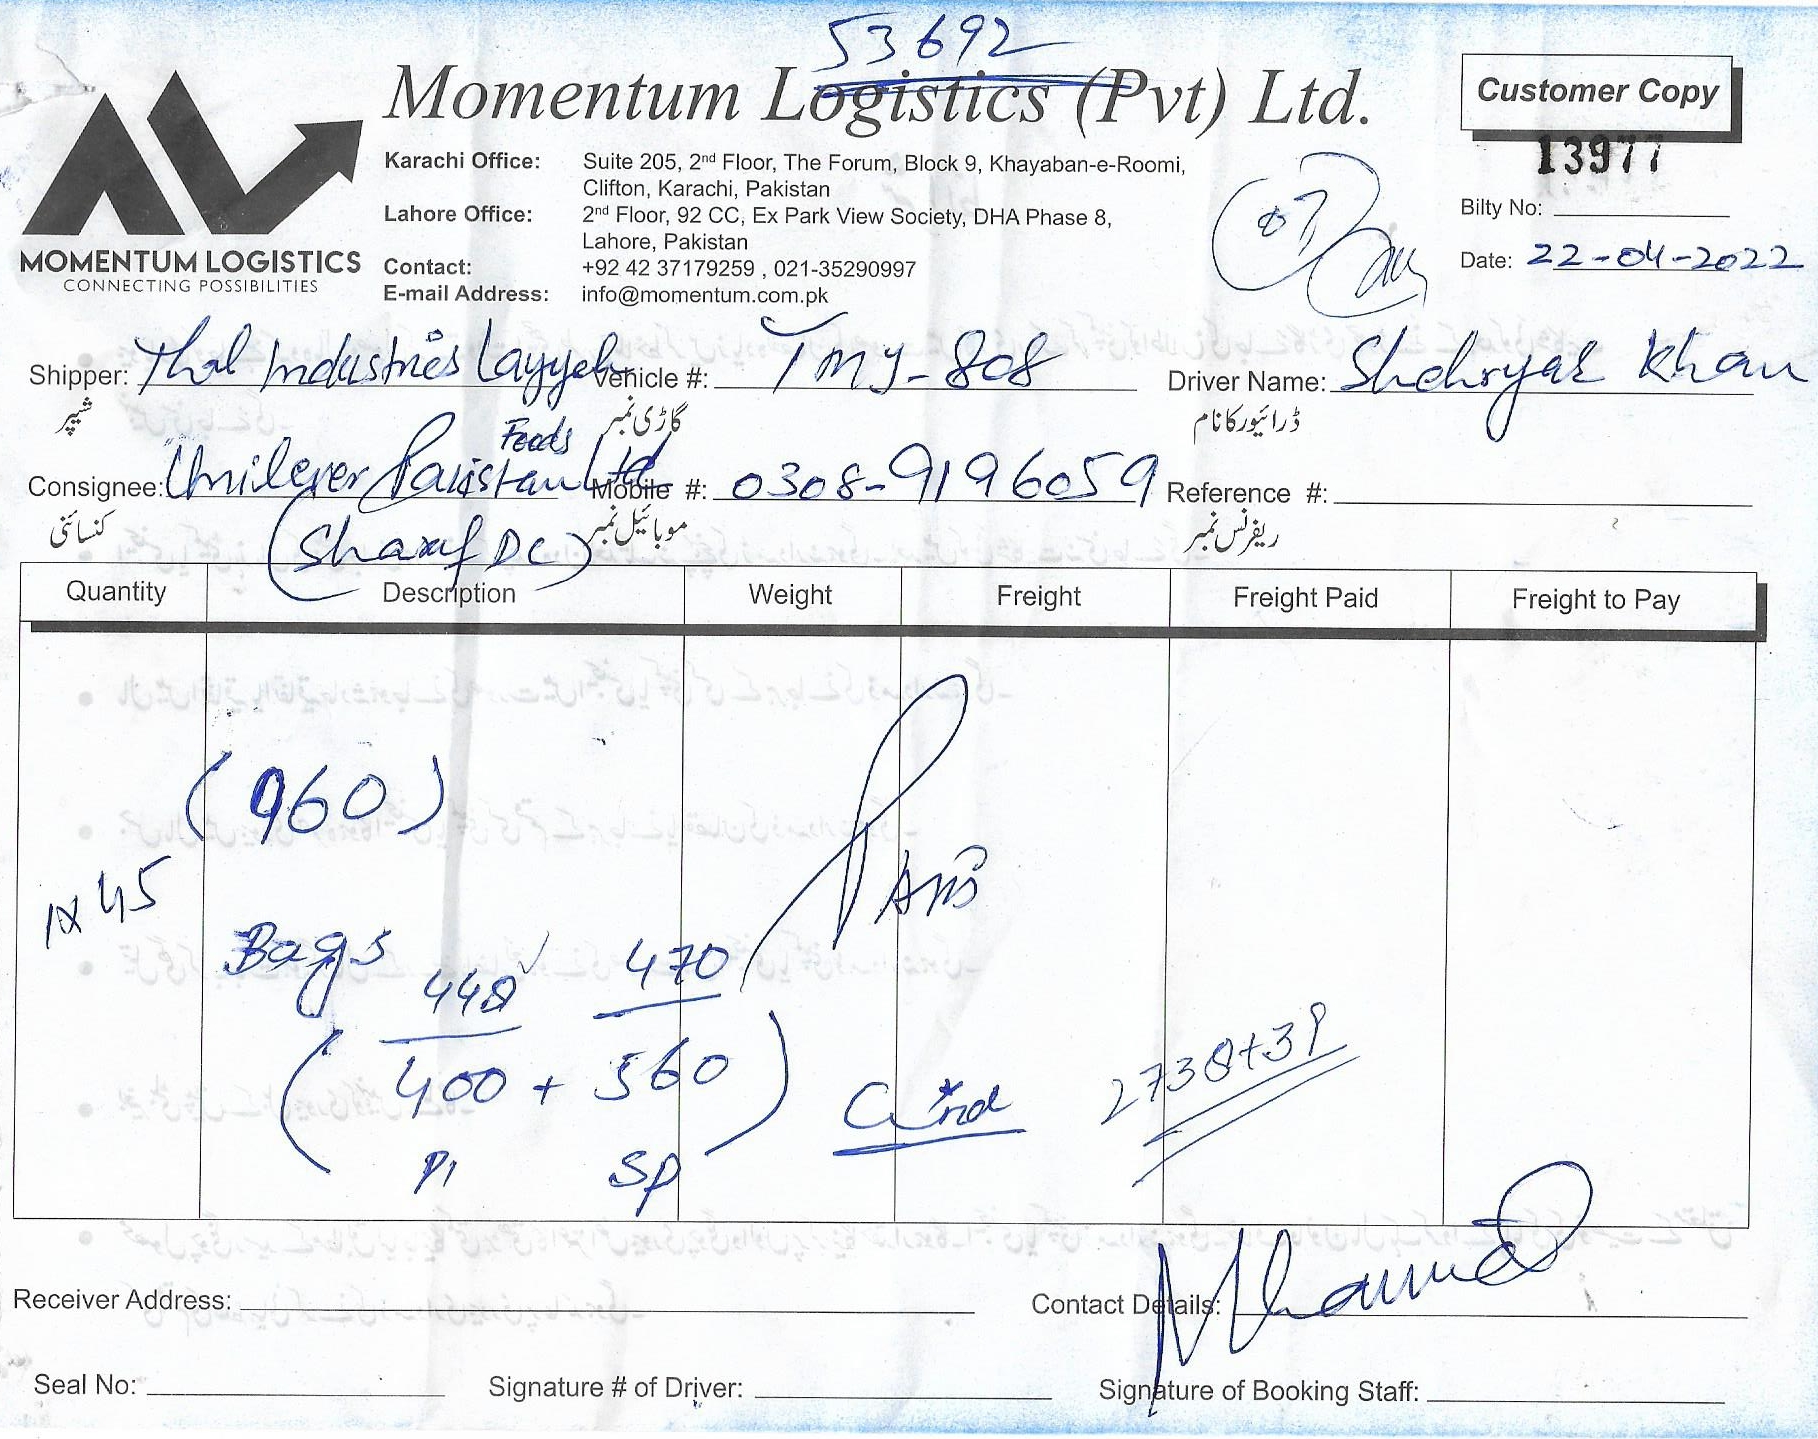 53692
Momentum Logistics (Pvt) Ltd.
Customer Copy
13977
Karachi Office: Suite 205, 2nd Floor, The Forum, Block 9, Khayaban-e-Roomi,
Clifton, Karachi, Pakistan
Lahore Office: 2nd Floor, 92 CC, Ex Park View Society, DHA Phase 8,
Lahore, Pakistan
Contact: +92 42 37179259 , 021-35290997
E-mail Address: info@momentum.com.pk
MOMENTUM LOGISTICS
CONNECTING POSSIBILITIES
07
Bilty No:
Date: 22-04-2022
Shipper: Thal Industries Layyah Vehicle #: TMJ-808 Driver Name: Shehryar Khan
شیپر گاڑی نمبر ڈرائیور کا نام
Foods
Consignee: Unilever Pakistan Ltd Mobile #: 0308-9196059 Reference #:
کنسائنی موبائیل نمبر ریفرنس نمبر
(Sharaf DC)
Quantity Description Weight Freight Freight Paid Freight to Pay
(960)
1x45
Bags
448 470
(400 + 560)
P1 SP
2738+39
Receiver Address: Contact Details:
Seal No: Signature # of Driver: Signature of Booking Staff: